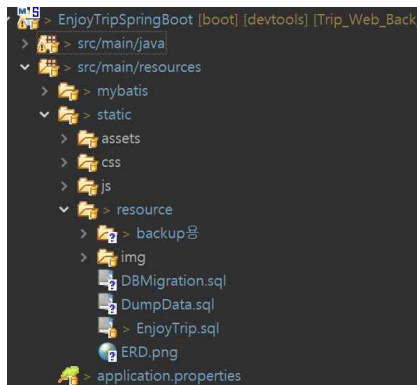 > EnjoyTripSpringBoot [boot] [devtools] [Trip_Web_Back
> src/main/java
> src/main/resources
> mybatis
> static
assets
css
js
> resource
> backup용
img
DBMigration.sql
DumpData.sql
> EnjoyTrip.sql
ERD.png
> application.properties